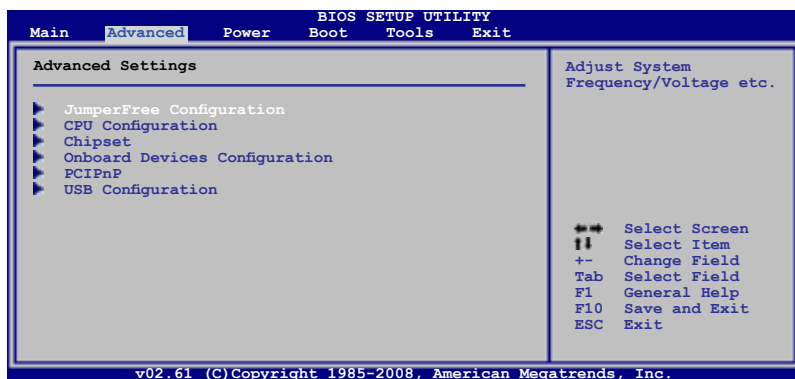 BIOS SETUP UTILITY
Main Advanced Power Boot Tools Exit
Advanced Settings
JumperFree Configuration
CPU Configuration
Chipset
Onboard Devices Configuration
PCIPnP
USB Configuration
Adjust System
Frequency/Voltage etc.
Select Screen
Select Item
+- Change Field
Tab Select Field
F1 General Help
F10 Save and Exit
ESC Exit
v02.61 (C)Copyright 1985-2008, American Megatrends, Inc.